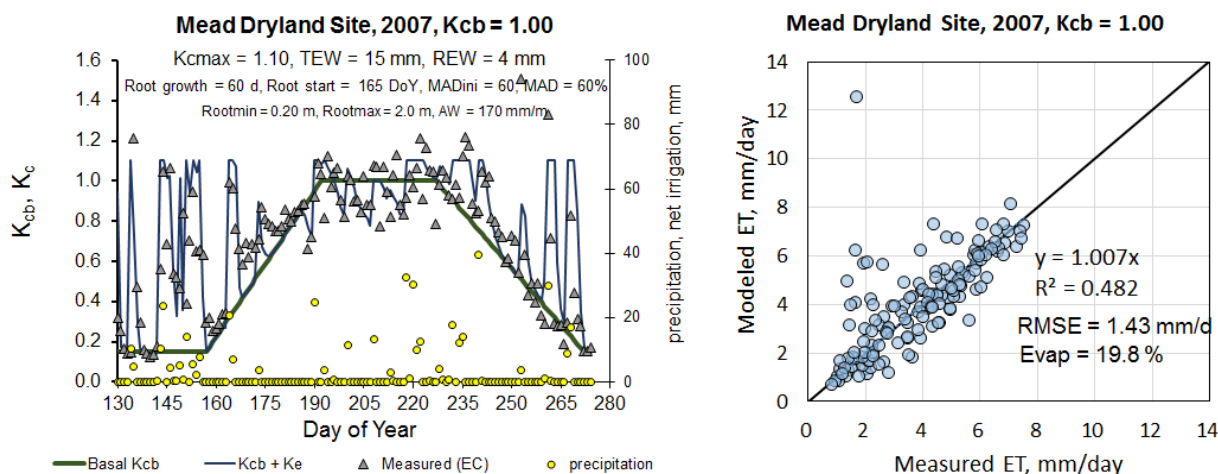 Mead Dryland Site, 2007, Kcb = 1.00
Kcmax = 1.10, TEW = 15 mm, REW = 4 mm
Root growth = 60 d, Root start = 165 DoY, MADini = 60; MAD = 60%
Rootmin = 0.20 m, Rootmax = 2.0 m, AW = 170 mm/m
1.6
1.4
1.2
1.0
0.8
0.6
0.4
0.2
0.0
Kcb, Kc
100
80
60
40
20
0
precipitation, net irrigation, mm
130 145 160 175 190 205 220 235 250 265 280
Day of Year
Basal Kcb Kcb + Ke Measured (EC) precipitation
Mead Dryland Site, 2007, Kcb = 1.00
14
12
10
8
6
4
2
0
Modeled ET, mm/day
y = 1.007x
R² = 0.482
RMSE = 1.43 mm/d
Evap = 19.8 %
0 2 4 6 8 10 12 14
Measured ET, mm/day